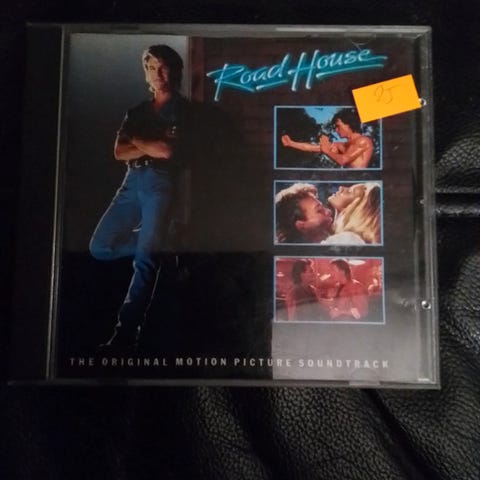 Road House
25-
THE ORIGINAL MOTION PICTURE SOUNDTRACK